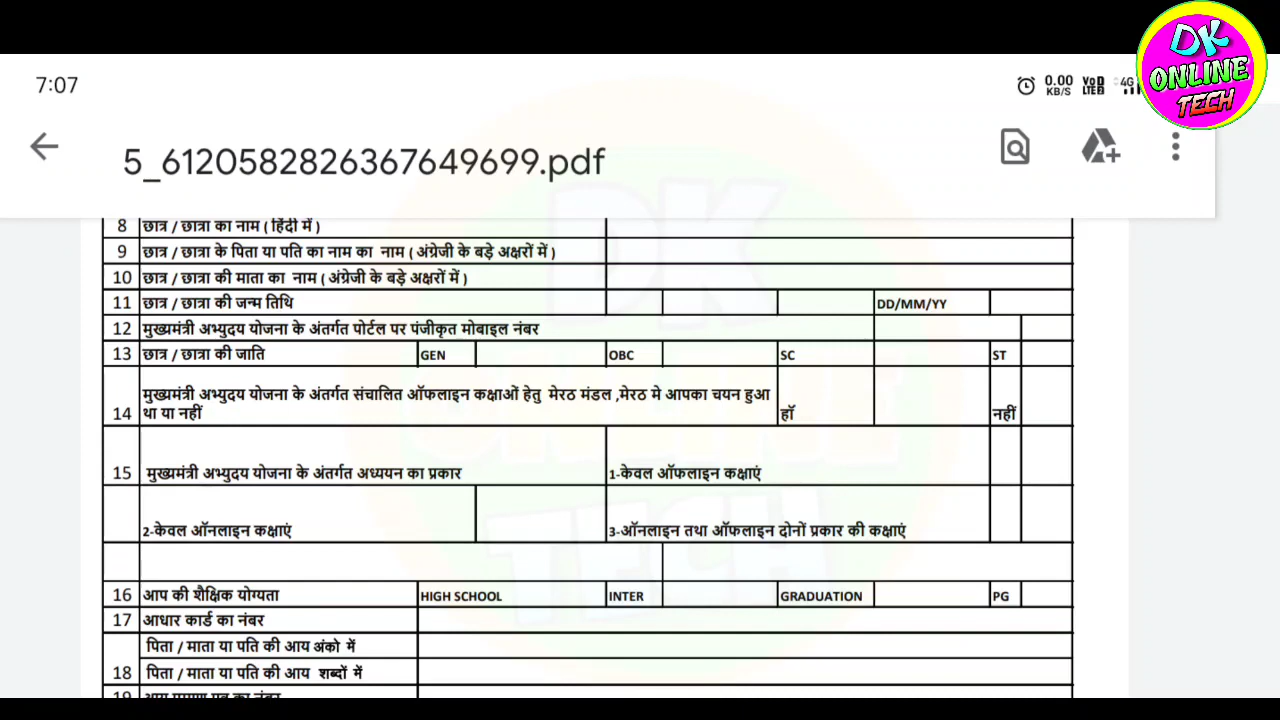 DK
ONLINE
TECH
7:07
0.00
KB/S
VoD
LTE2
4G
5_6120582826367649699.pdf
8 छात्र / छात्रा का नाम ( हिंदी में )
9 छात्र / छात्रा के पिता या पति का नाम का नाम ( अंग्रेजी के बड़े अक्षरों में )
10 छात्र / छात्रा की माता का नाम ( अंग्रेजी के बड़े अक्षरों में )
11 छात्र / छात्रा की जन्म तिथि DD/MM/YY
12 मुख्यमंत्री अभ्युदय योजना के अंतर्गत पोर्टल पर पंजीकृत मोबाइल नंबर
13 छात्र / छात्रा की जाति GEN OBC SC ST
मुख्यमंत्री अभ्युदय योजना के अंतर्गत संचालित ऑफलाइन कक्षाओं हेतु मेरठ मंडल ,मेरठ मे आपका चयन हुआ
14 था या नहीं हॉ नहीं
15 मुख्यमंत्री अभ्युदय योजना के अंतर्गत अध्ययन का प्रकार 1-केवल ऑफलाइन कक्षाएं
2-केवल ऑनलाइन कक्षाएं 3-ऑनलाइन तथा ऑफलाइन दोनों प्रकार की कक्षाएं
16 आप की शैक्षिक योग्यता HIGH SCHOOL INTER GRADUATION PG
17 आधार कार्ड का नंबर
पिता / माता या पति की आय अंको में
18 पिता / माता या पति की आय शब्दों में
DK
ONLINE
TECH